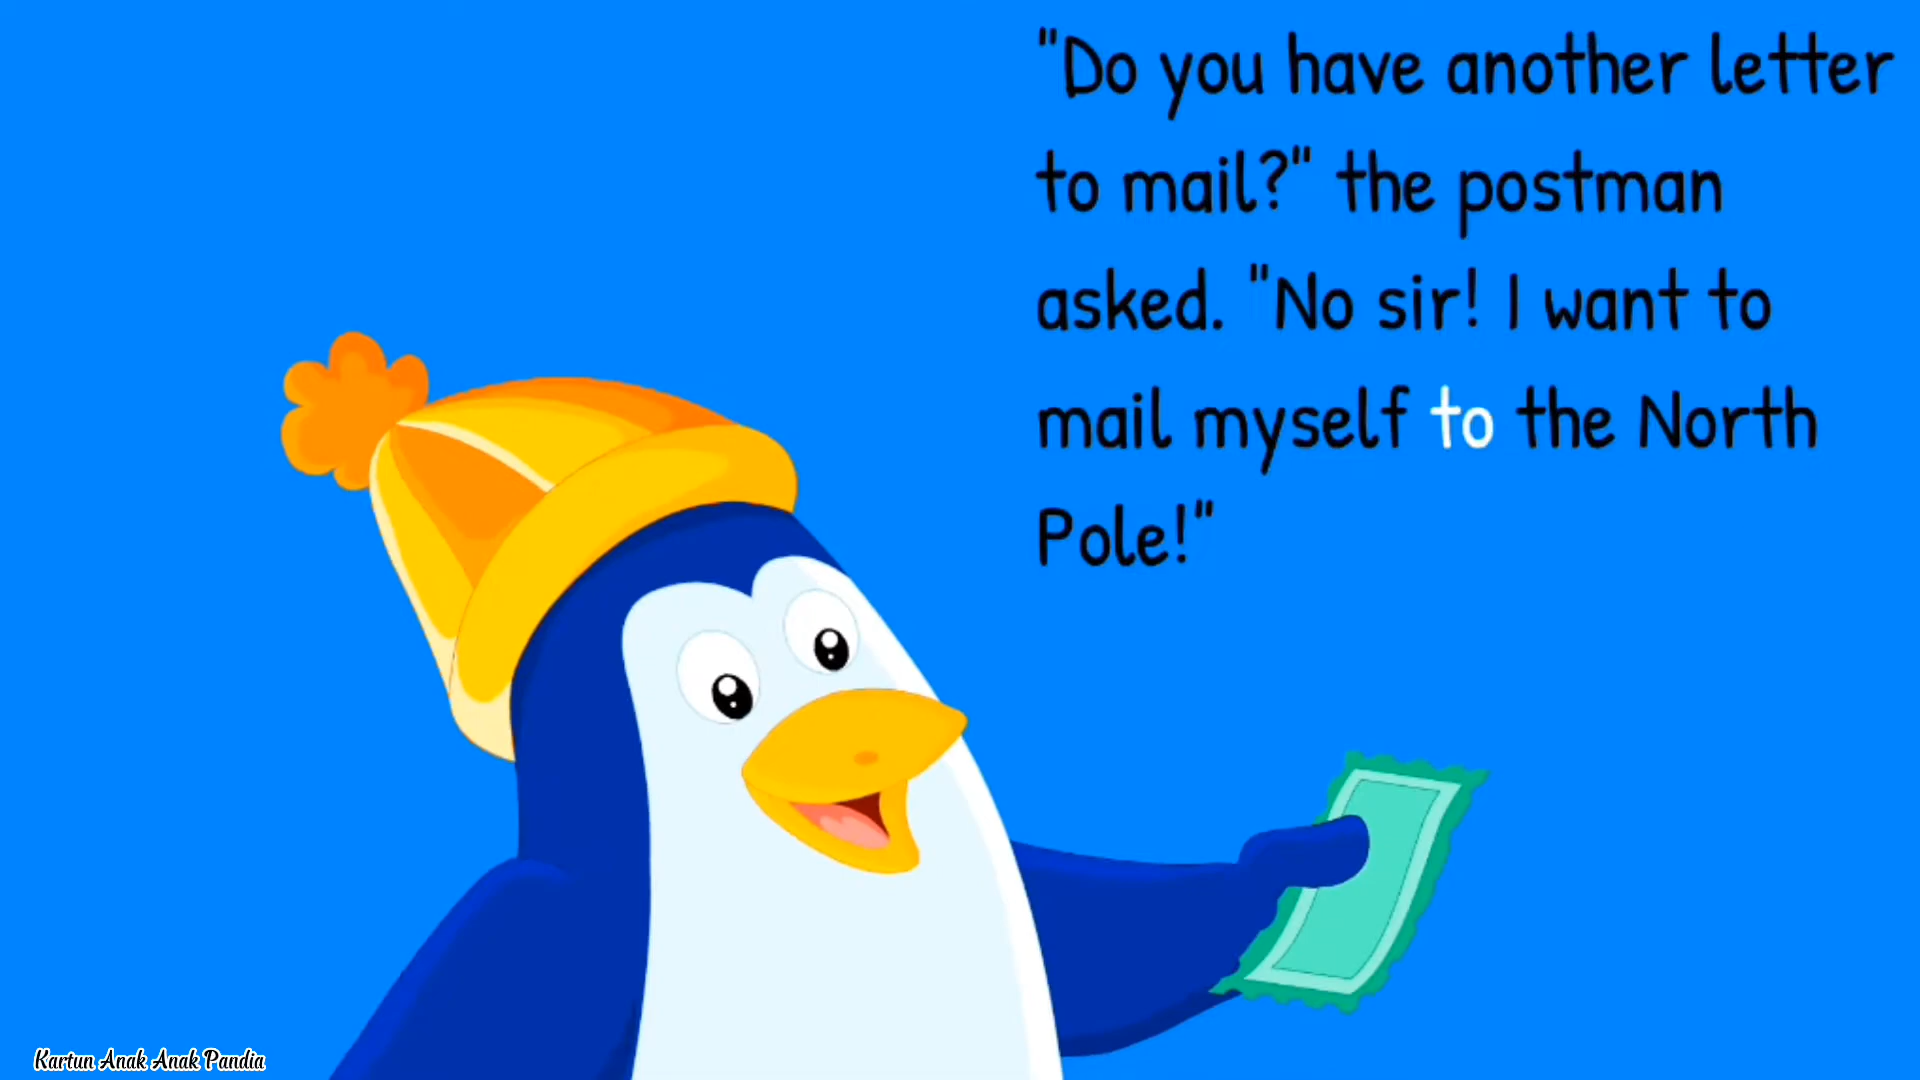 "Do you have another letter
to mail?" the postman
asked. "No sir! I want to
mail myself to the North
Pole!"
Kartun Anak Anak Pandia